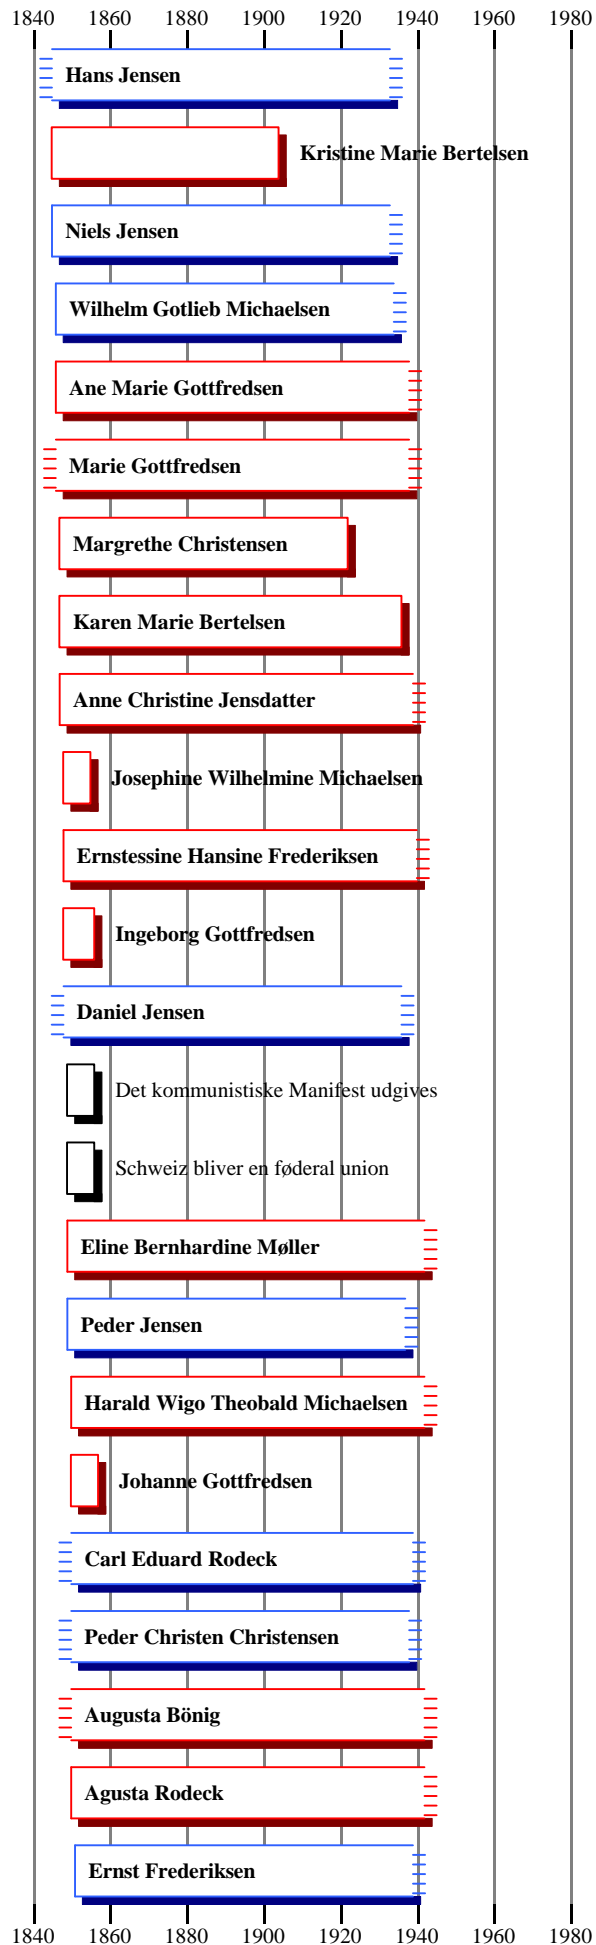 1840 1860 1880 1900 1920 1940 1960 1980
Hans Jensen
Kristine Marie Bertelsen
Niels Jensen
Wilhelm Gotlieb Michaelsen
Ane Marie Gottfredsen
Marie Gottfredsen
Margrethe Christensen
Karen Marie Bertelsen
Anne Christine Jensdatter
Josephine Wilhelmine Michaelsen
Ernstessine Hansine Frederiksen
Ingeborg Gottfredsen
Daniel Jensen
Det kommunistiske Manifest udgives
Schweiz bliver en føderal union
Eline Bernhardine Møller
Peder Jensen
Harald Wigo Theobald Michaelsen
Johanne Gottfredsen
Carl Eduard Rodeck
Peder Christen Christensen
Augusta Bönig
Agusta Rodeck
Ernst Frederiksen
1840 1860 1880 1900 1920 1940 1960 1980